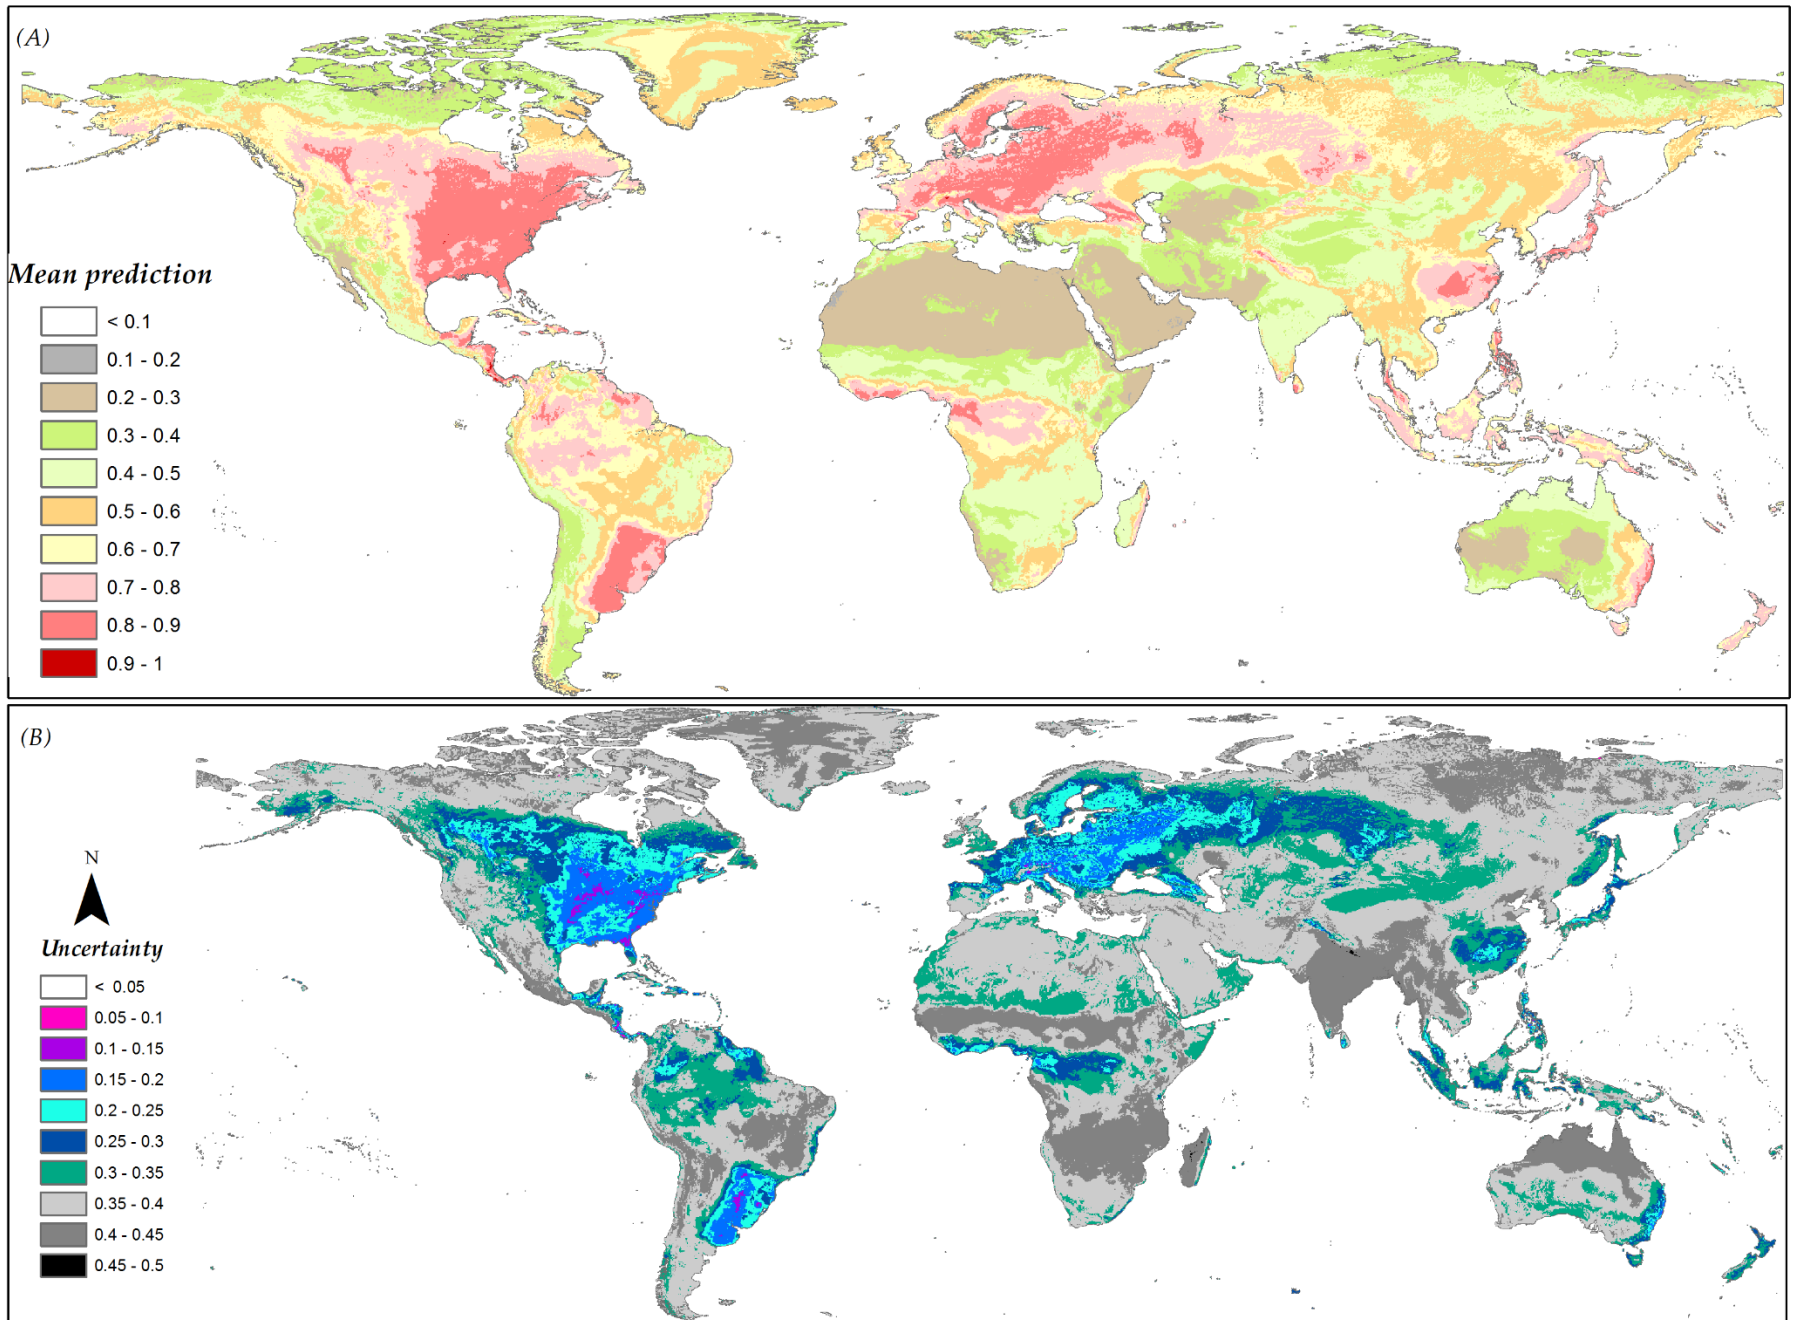 (A)
Mean prediction
< 0.1
0.1 - 0.2
0.2 - 0.3
0.3 - 0.4
0.4 - 0.5
0.5 - 0.6
0.6 - 0.7
0.7 - 0.8
0.8 - 0.9
0.9 - 1
(B)
N
Uncertainty
< 0.05
0.05 - 0.1
0.1 - 0.15
0.15 - 0.2
0.2 - 0.25
0.25 - 0.3
0.3 - 0.35
0.35 - 0.4
0.4 - 0.45
0.45 - 0.5